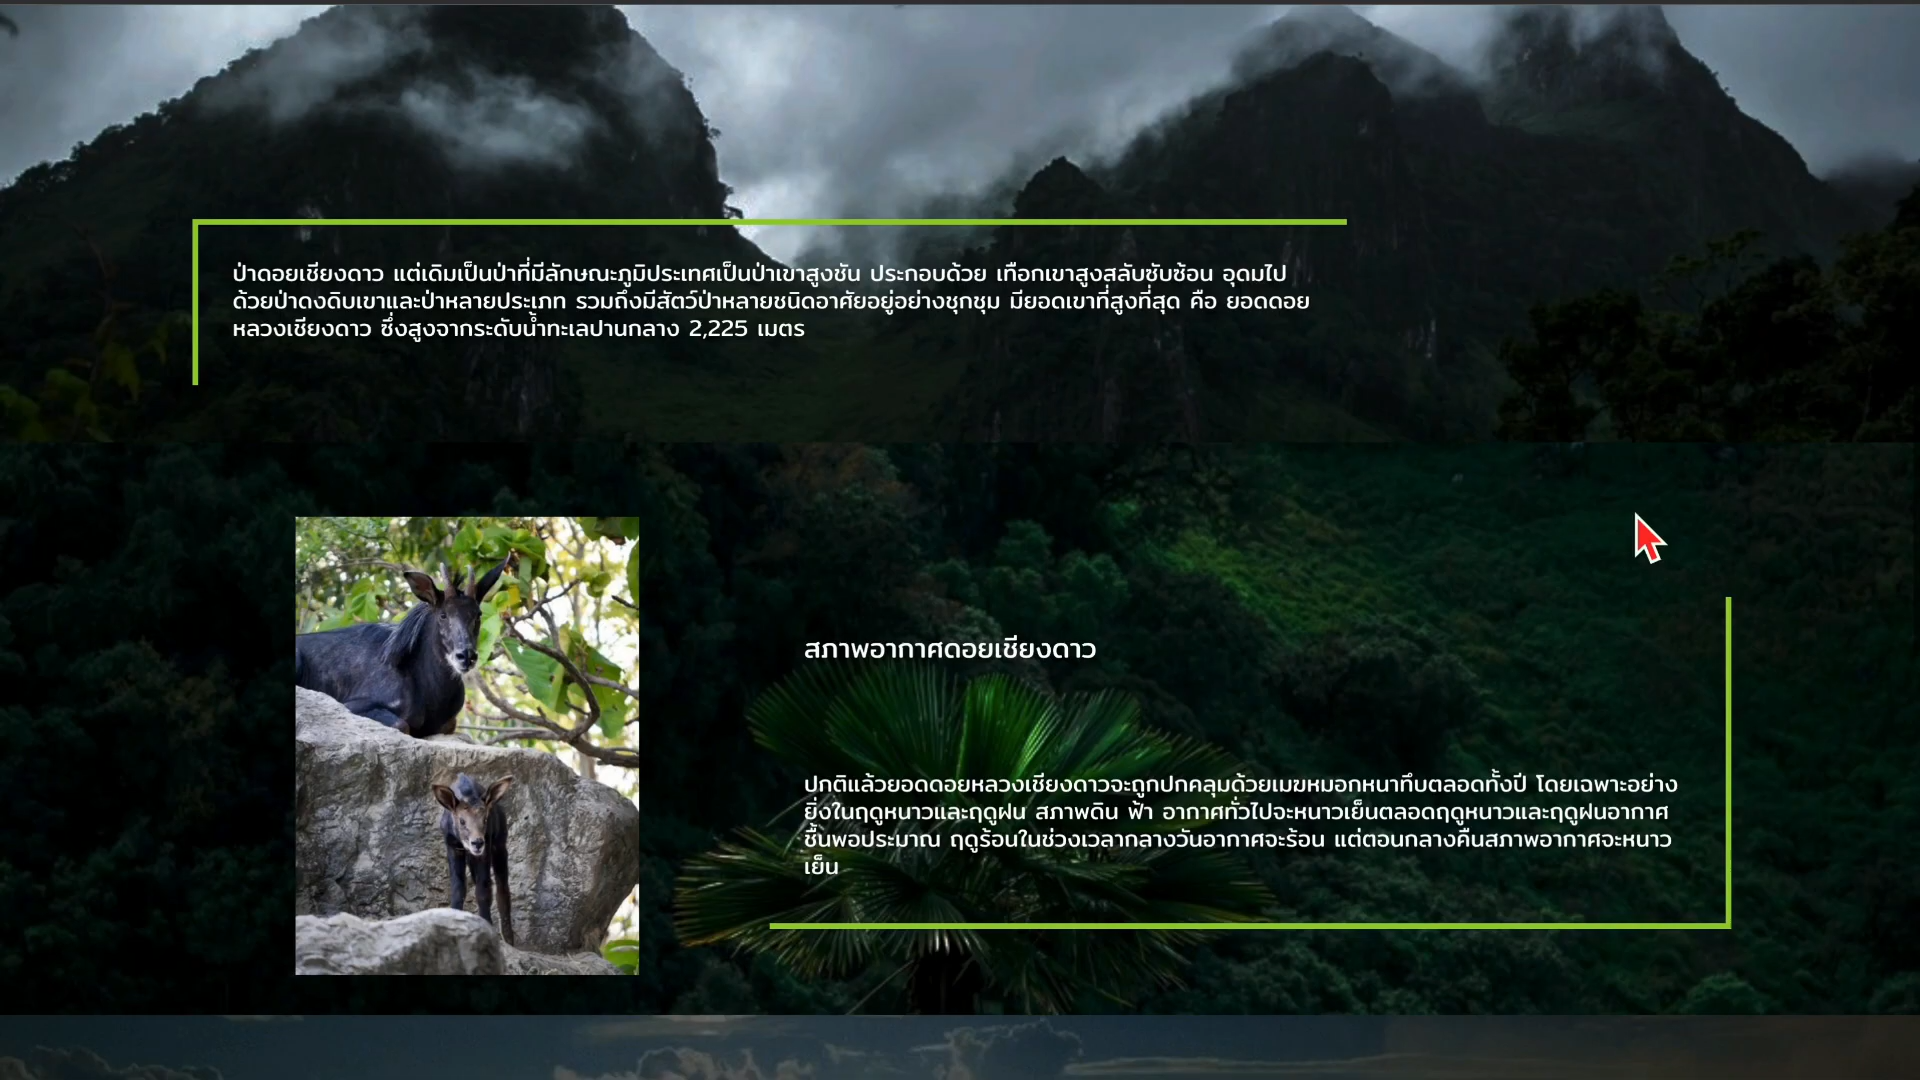 ป่าดอยเชียงดาว แต่เดิมเป็นป่าที่มีลักษณะภูมิประเทศเป็นป่าเขาสูงชัน ประกอบด้วย เทือกเขาสูงสลับซับซ้อน อุดมไป
ด้วยป่าดงดิบเขาและป่าหลายประเภท รวมถึงมีสัตว์ป่าหลายชนิดอาศัยอยู่อย่างชุกชุม มียอดเขาที่สูงที่สุด คือ ยอดดอย
หลวงเชียงดาว ซึ่งสูงจากระดับน้ำทะเลปานกลาง 2,225 เมตร
สภาพอากาศดอยเชียงดาว
ปกติแล้วยอดดอยหลวงเชียงดาวจะถูกปกคลุมด้วยเมฆหมอกหนาทึบตลอดทั้งปี โดยเฉพาะอย่าง
ยิ่งในฤดูหนาวและฤดูฝน สภาพดิน ฟ้า อากาศทั่วไปจะหนาวเย็นตลอดฤดูหนาวและฤดูฝนอากาศ
ชื้นพอประมาณ ฤดูร้อนในช่วงเวลากลางวันอากาศจะร้อน แต่ตอนกลางคืนสภาพอากาศจะหนาว
เย็น